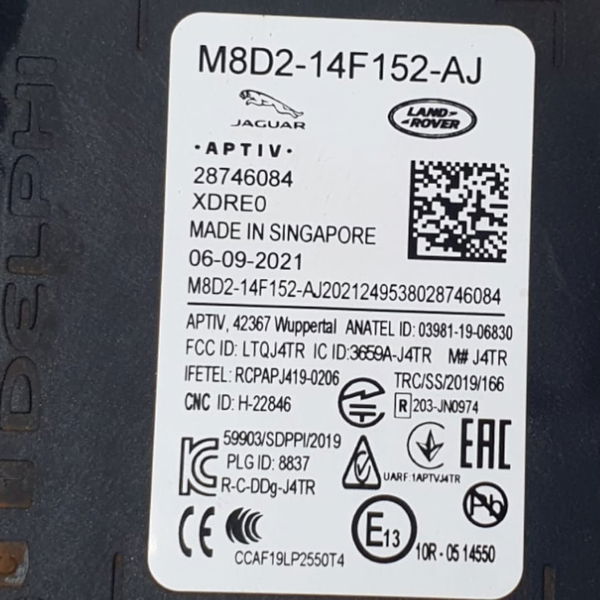 M8D2-14F152-AJ
JAGUAR
LAND ROVER
• APTIV •
28746084
XDRE0
MADE IN SINGAPORE
06-09-2021
M8D2-14F152-AJ2021249538028746084
APTIV, 42367 Wuppertal ANATEL ID: 03981-19-06830
FCC ID: LTQJ4TR IC ID:3659A-J4TR M# J4TR
IFETEL: RCPAPJ419-0206 TRC/SS/2019/166
CNC ID: H-22846 R 203-JN0974
59903/SDPPI/2019
PLG ID: 8837
R-C-DDg-J4TR
UARF: 1APTVJ4TR
EAC
Pb
CE
CCC
CCAF19LP2550T4
E13
10R - 05 14550
DELPHI